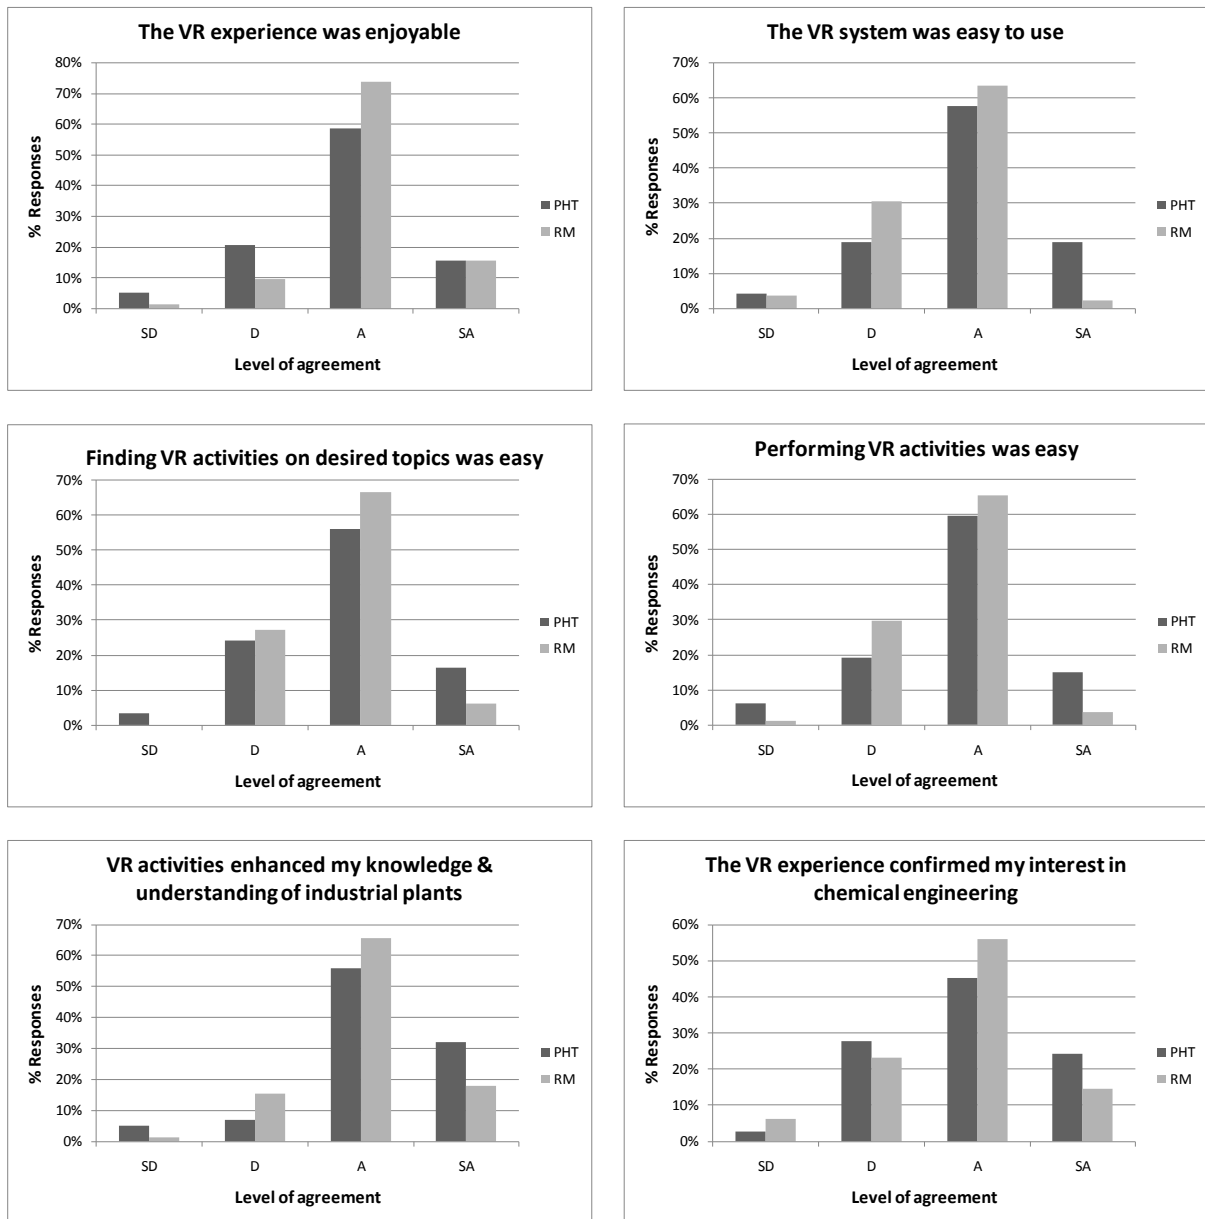 The VR experience was enjoyable
80%
70%
60%
50%
40%
30%
20%
10%
0%
% Responses
SD D A SA
Level of agreement
PHT
RM
The VR system was easy to use
70%
60%
50%
40%
30%
20%
10%
0%
% Responses
SD D A SA
Level of agreement
PHT
RM
Finding VR activities on desired topics was easy
70%
60%
50%
40%
30%
20%
10%
0%
% Responses
SD D A SA
Level of agreement
PHT
RM
Performing VR activities was easy
70%
60%
50%
40%
30%
20%
10%
0%
% Responses
SD D A SA
Level of agreement
PHT
RM
VR activities enhanced my knowledge &
understanding of industrial plants
70%
60%
50%
40%
30%
20%
10%
0%
% Responses
SD D A SA
Level of agreement
PHT
RM
The VR experience confirmed my interest in
chemical engineering
60%
50%
40%
30%
20%
10%
0%
% Responses
SD D A SA
Level of agreement
PHT
RM